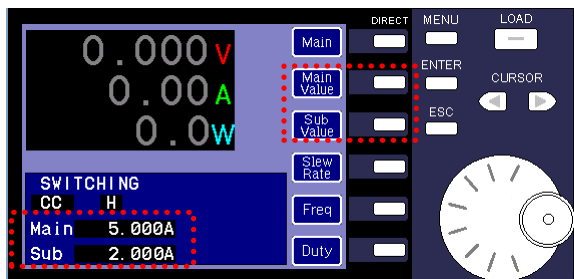 DIRECT
MENU
LOAD
0.000V
Main
0.00A
Main
Value
ENTER
CURSOR
0.0W
Sub
Value
ESC
Slew
Rate
SWITCHING
CC H
Freq
Main 5.000A
Sub 2.000A
Duty